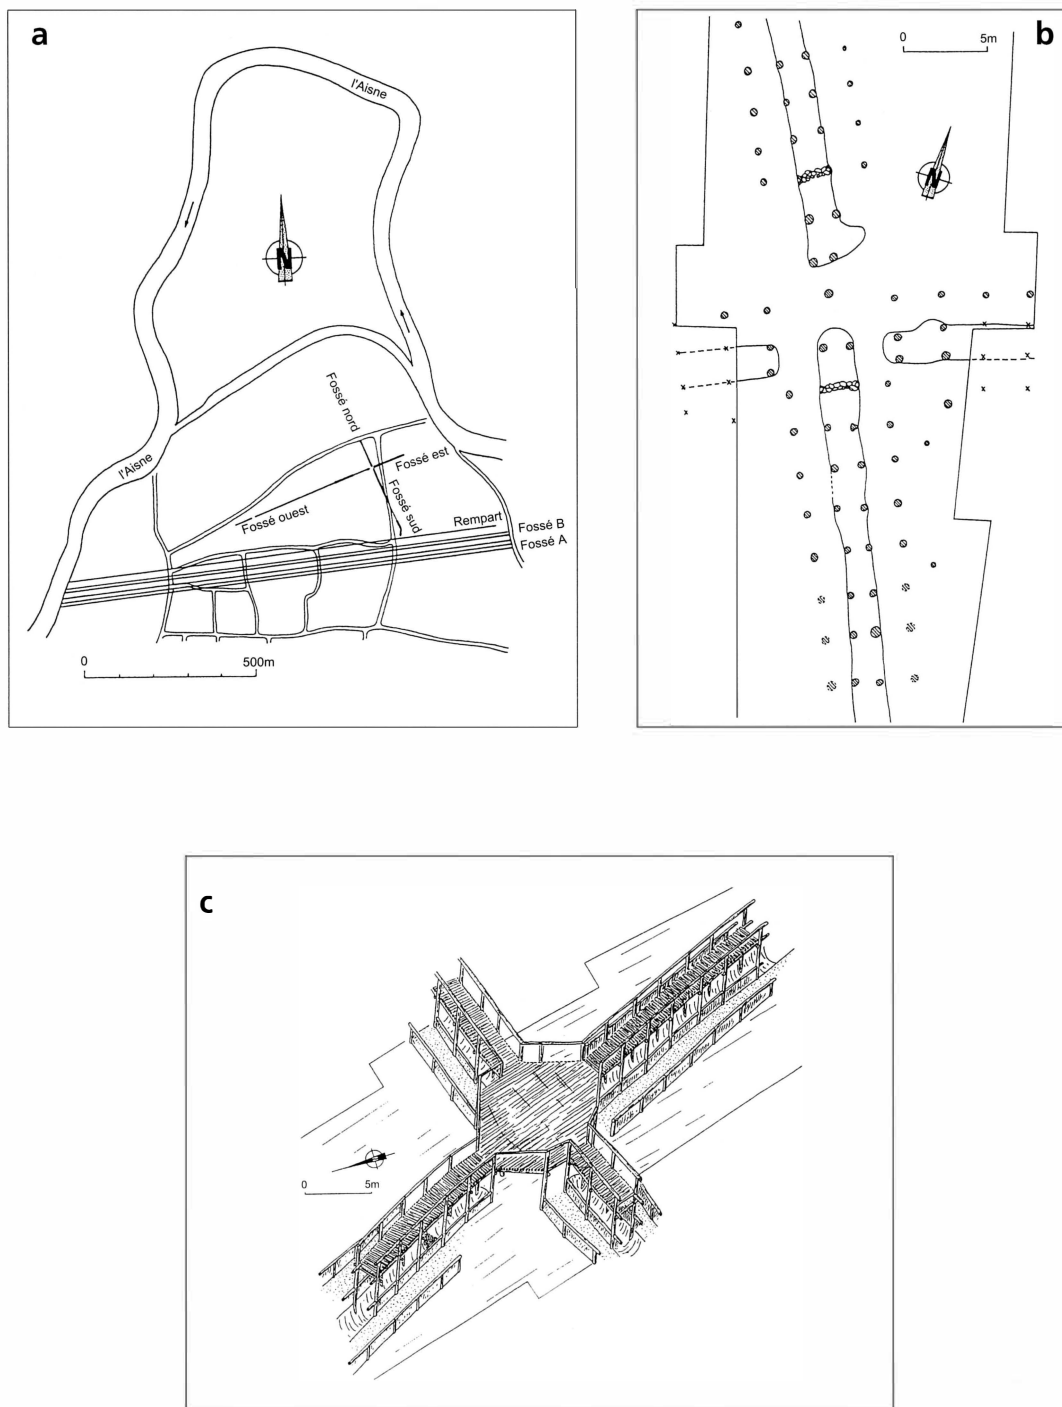 a
l'Aisne
N
Fossé nord
l'Aisne
Fossé est
Fossé ouest
Fossé sud
Rempart
Fossé B
Fossé A
0 500m
b
0 5m
N
c
0 5m